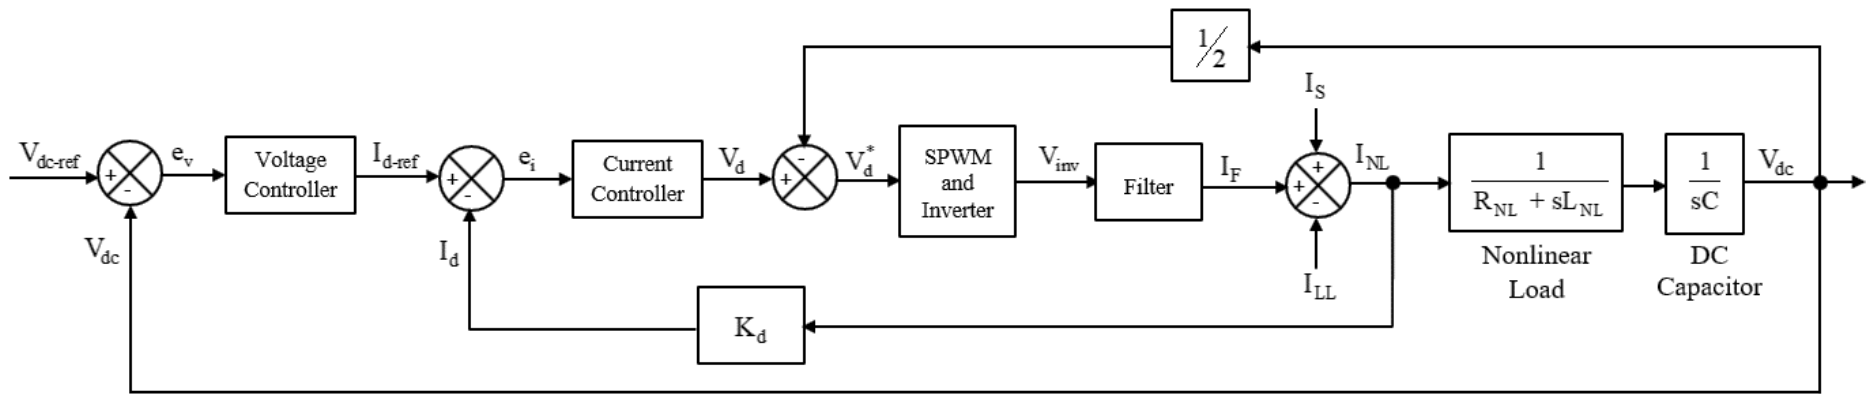 1/2
I_S
V_dc-ref
+
-
e_v
Voltage
Controller
I_d-ref
+
-
e_i
Current
Controller
V_d
-
+
V_d^*
SPWM
and
Inverter
V_inv
Filter
I_F
+
+
-
I_NL
1
R_NL + sL_NL
1
sC
V_dc
V_dc
I_d
I_LL
Nonlinear
Load
DC
Capacitor
K_d